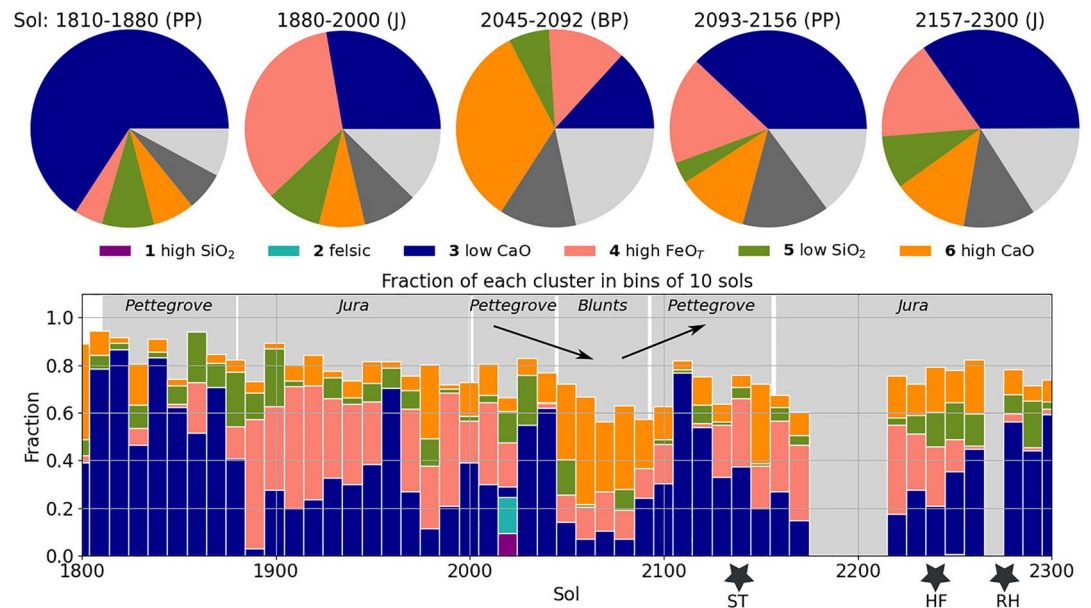 Sol: 1810-1880 (PP) 1880-2000 (J) 2045-2092 (BP) 2093-2156 (PP) 2157-2300 (J)
1 high SiO₂ 2 felsic 3 low CaO 4 high FeO_T 5 low SiO₂ 6 high CaO
Fraction of each cluster in bins of 10 sols
Pettegrove Jura Pettegrove Blunts Pettegrove Jura
1.0
0.8
0.6
0.4
0.2
0.0
Fraction
1800 1900 2000 2100 2200 2300
Sol
ST HF RH